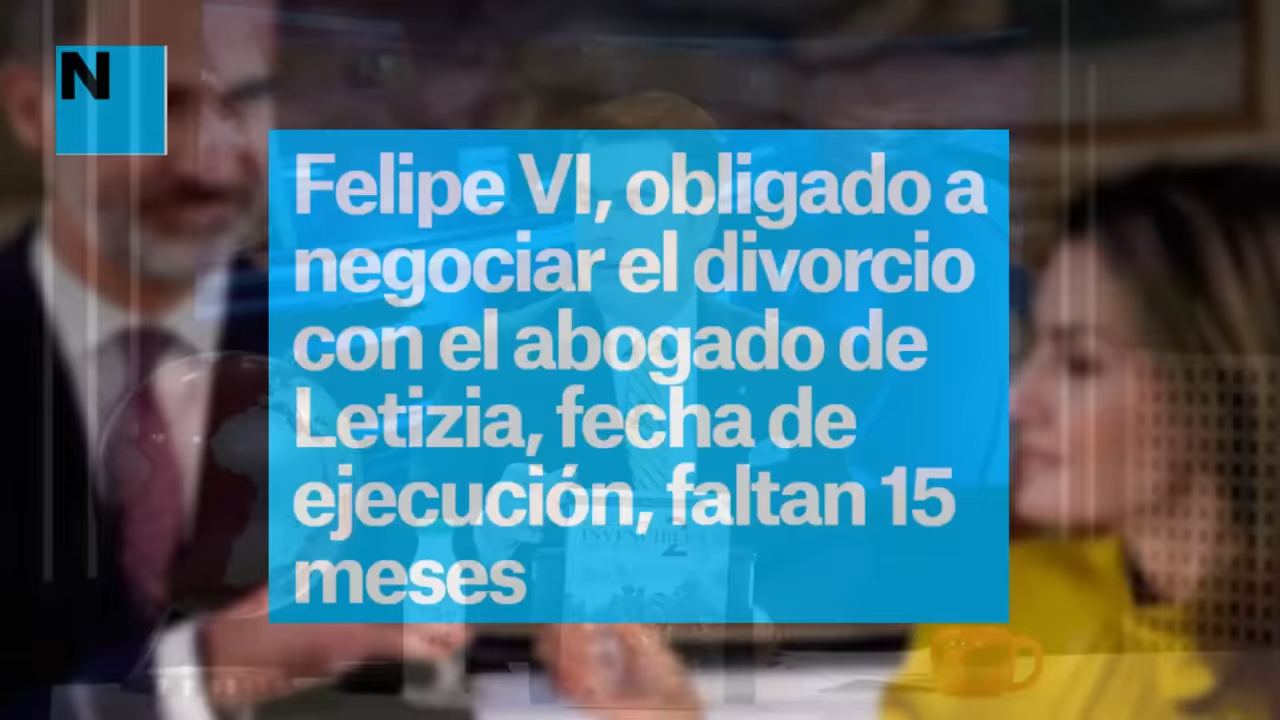 N
Felipe VI, obligado a
negociar el divorcio
con el abogado de
Letizia, fecha de
ejecución, faltan 15
meses